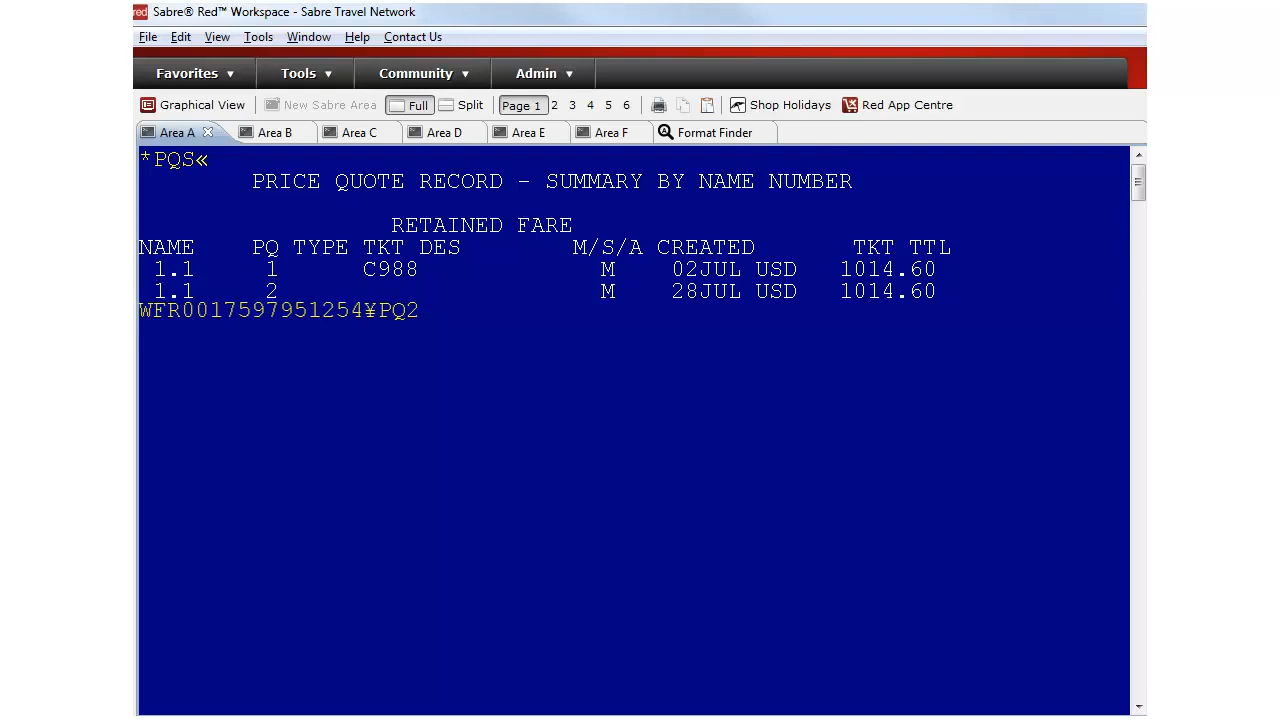 red Sabre® Red™ Workspace - Sabre Travel Network
File Edit View Tools Window Help Contact Us
Favorites Tools Community Admin
Graphical View New Sabre Area Full Split Page 1 2 3 4 5 6 Shop Holidays Red App Centre
Area A Area B Area C Area D Area E Area F Format Finder
*PQS«
PRICE QUOTE RECORD - SUMMARY BY NAME NUMBER
RETAINED FARE
NAME PQ TYPE TKT DES M/S/A CREATED TKT TTL
1.1 1 C988 M 02JUL USD 1014.60
1.1 2 M 28JUL USD 1014.60
WFR0017597951254¥PQ2